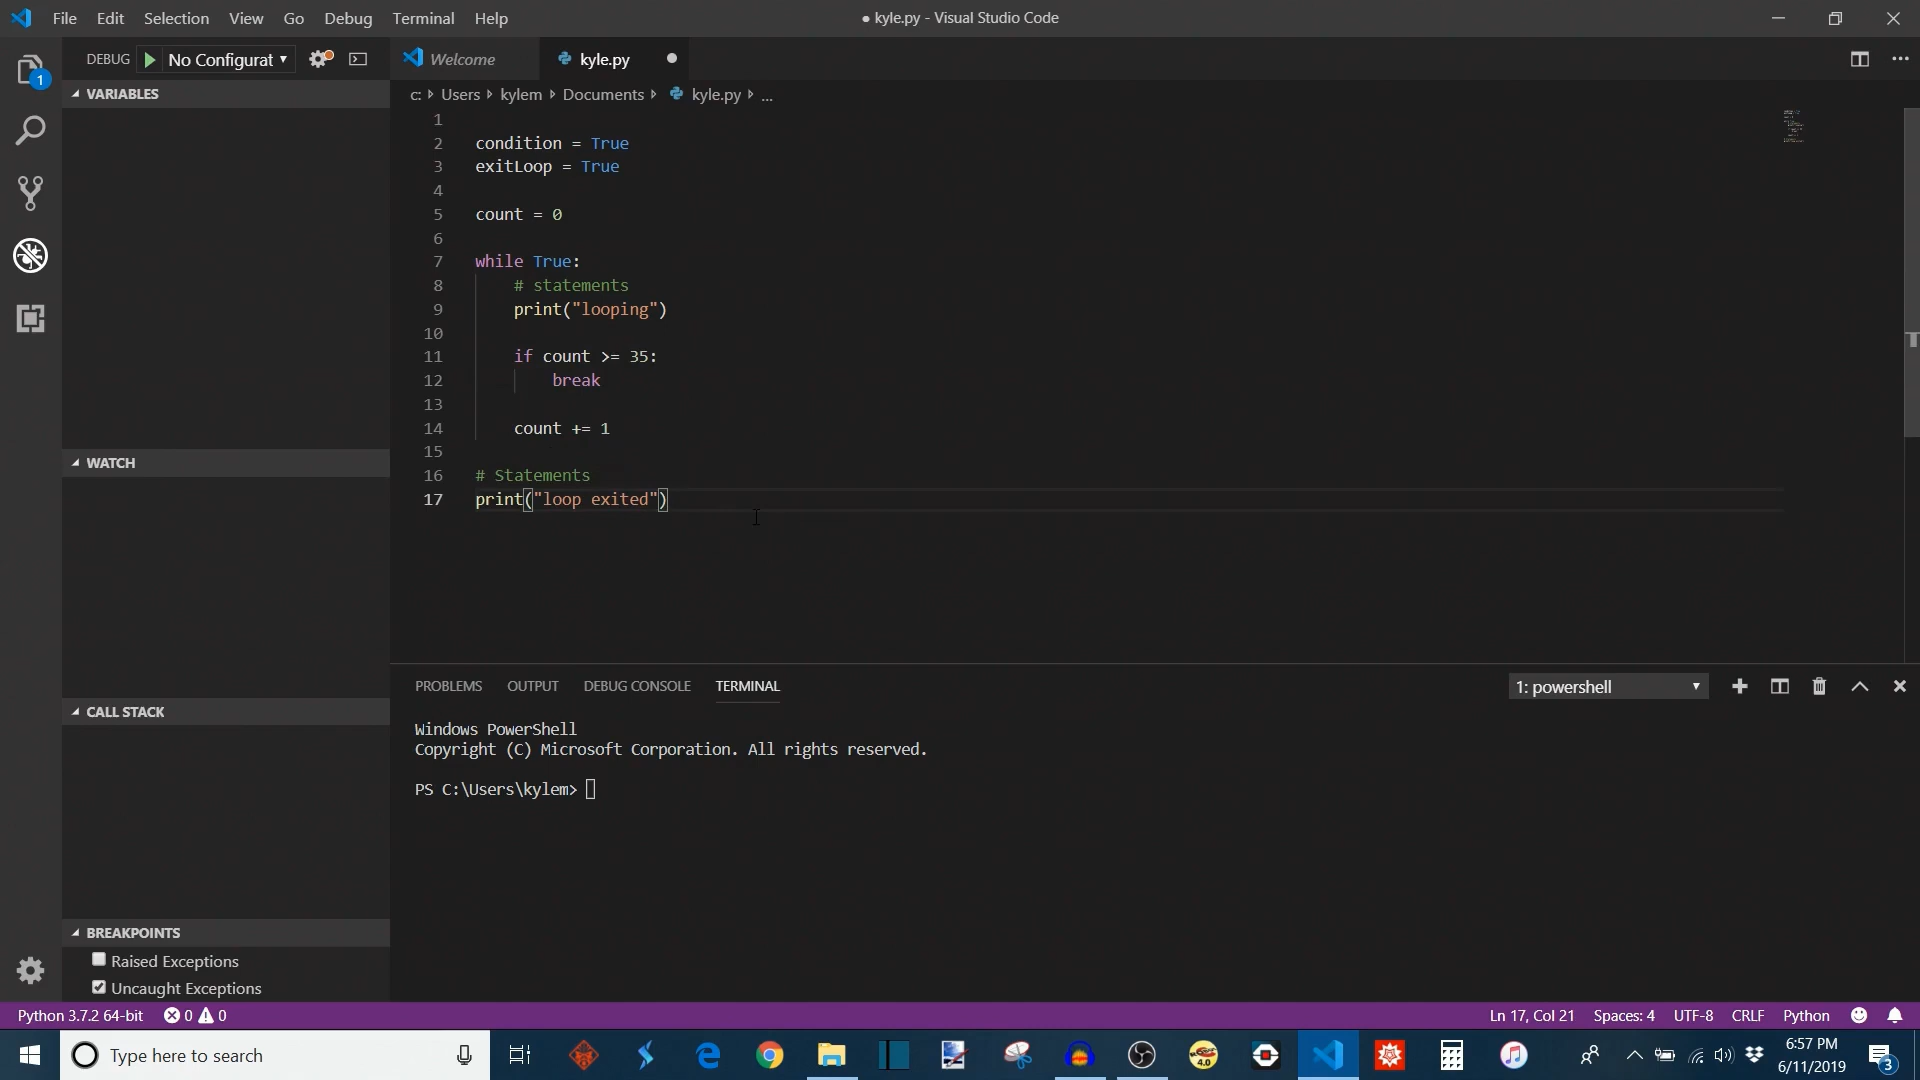 File Edit Selection View Go Debug Terminal Help
● kyle.py - Visual Studio Code
1
DEBUG No Configurat
Welcome
kyle.py
VARIABLES
c: Users kylem Documents kyle.py ...
1
2 condition = True
3 exitLoop = True
4
5 count = 0
6
7 while True:
8 # statements
9 print("looping")
10
11 if count >= 35:
12 break
13
14 count += 1
15
16 # Statements
17 print("loop exited")
WATCH
CALL STACK
BREAKPOINTS
Raised Exceptions
Uncaught Exceptions
PROBLEMS OUTPUT DEBUG CONSOLE TERMINAL
1: powershell
Windows PowerShell
Copyright (C) Microsoft Corporation. All rights reserved.
PS C:\Users\kylem>
Python 3.7.2 64-bit 0 0
Ln 17, Col 21 Spaces: 4 UTF-8 CRLF Python
Type here to search
4.0
6:57 PM
6/11/2019
3